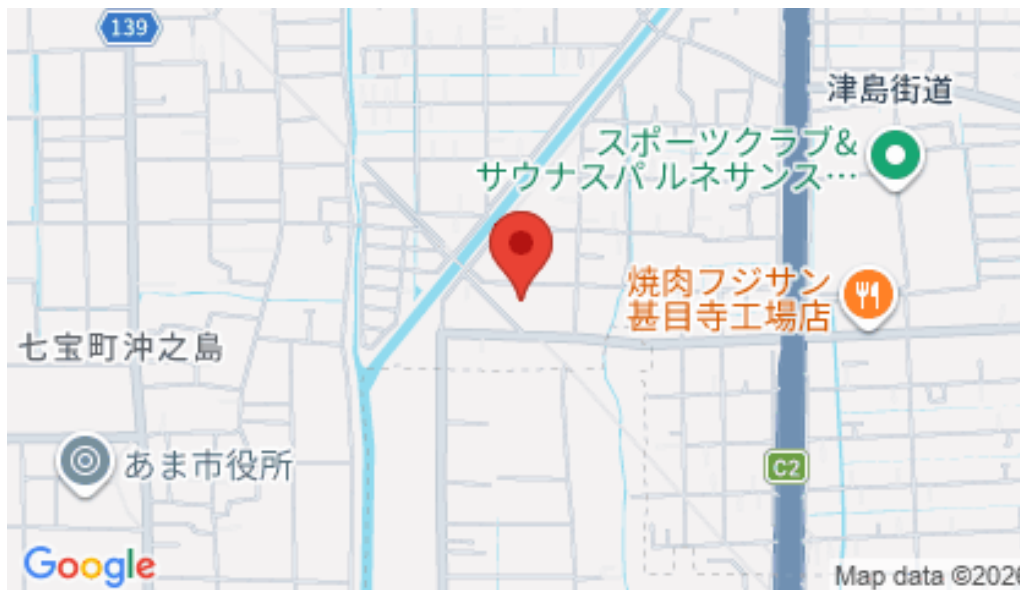 139
津島街道
スポーツクラブ&
サウナスパ ルネサンス…
焼肉フジサン
甚目寺工場店
七宝町沖之島
あま市役所
C2
Google
Map data ©2026